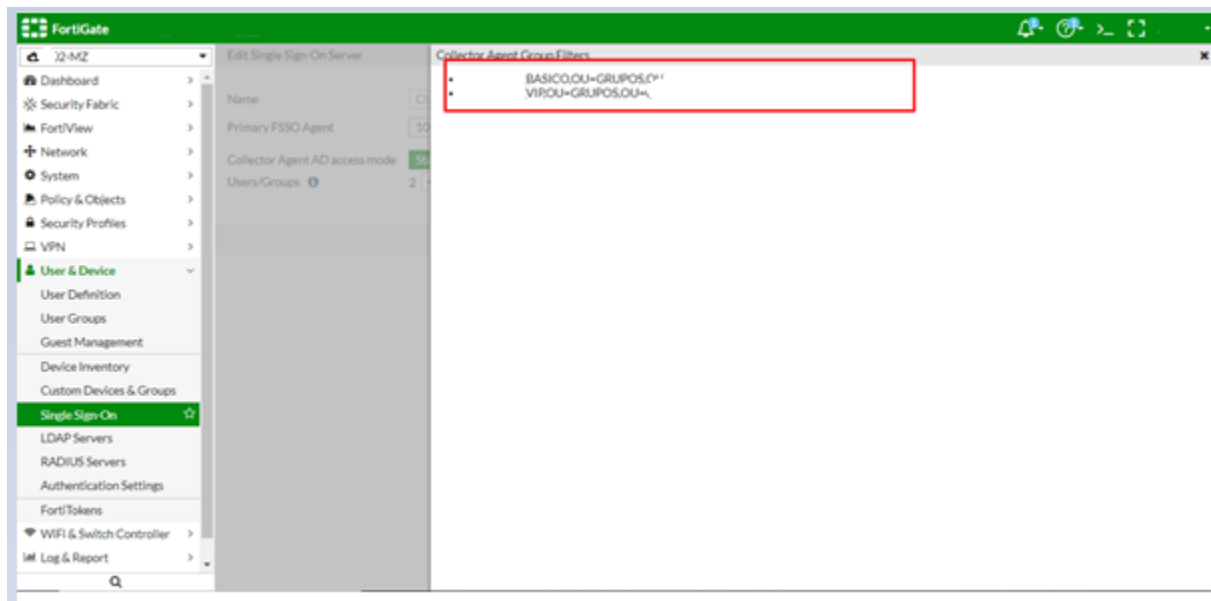 FortiGate
Edit Single Sign-On Server
Collector Agent Group Filters
BASICO,OU=GRUPOS,
VIP,OU=GRUPOS,OU=
Dashboard
Security Fabric
Name
FortiView
Primary FSSO Agent 10
Network
Collector Agent AD access mode
System
Users/Groups 2
Policy & Objects
Security Profiles
VPN
User & Device
User Definition
User Groups
Guest Management
Device Inventory
Custom Devices & Groups
Single Sign-On
LDAP Servers
RADIUS Servers
Authentication Settings
FortiTokens
WiFi & Switch Controller
Log & Report